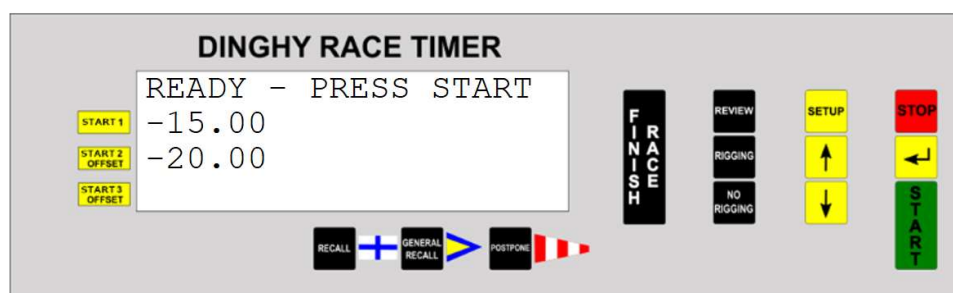 DINGHY RACE TIMER
READY - PRESS START
START 1
-15.00
START 2
OFFSET
-20.00
START 3
OFFSET
FINISH
RACE
REVIEW
RIGGING
NO
RIGGING
SETUP
STOP
START
RECALL
GENERAL
RECALL
POSTPONE